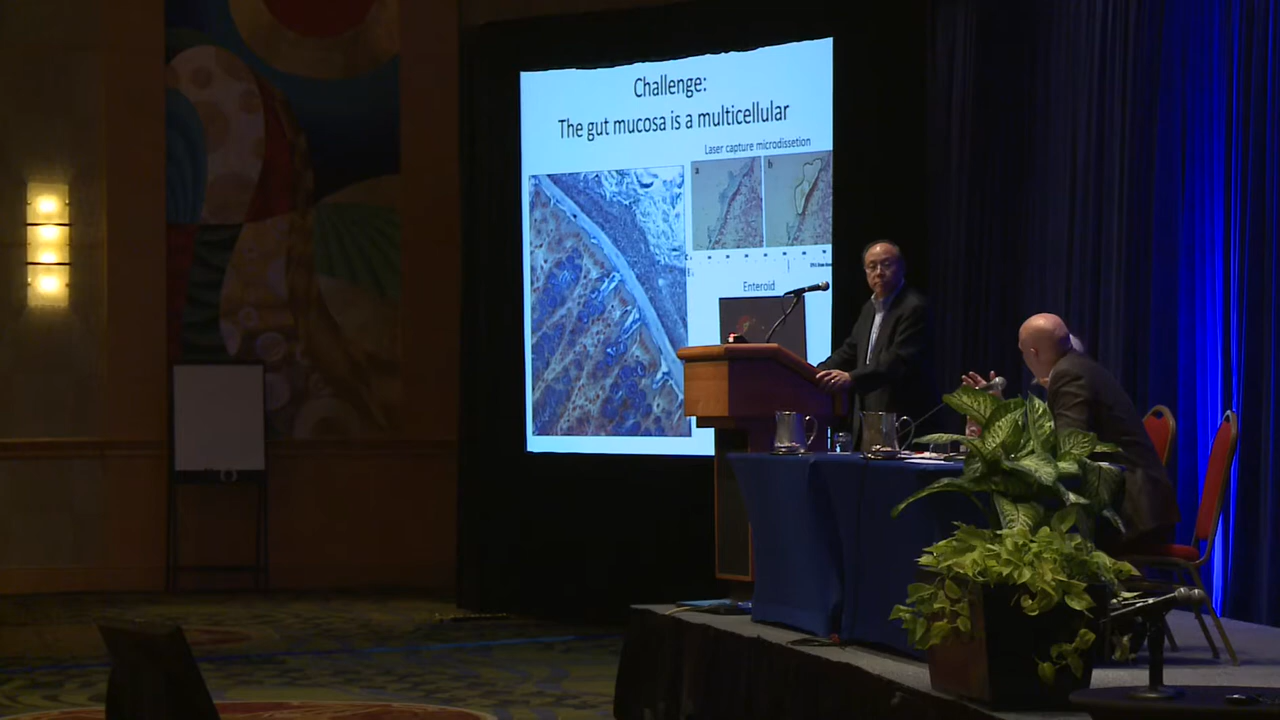 Challenge:
The gut mucosa is a multicellular
Laser capture microdissetion
a
b
Enteroid